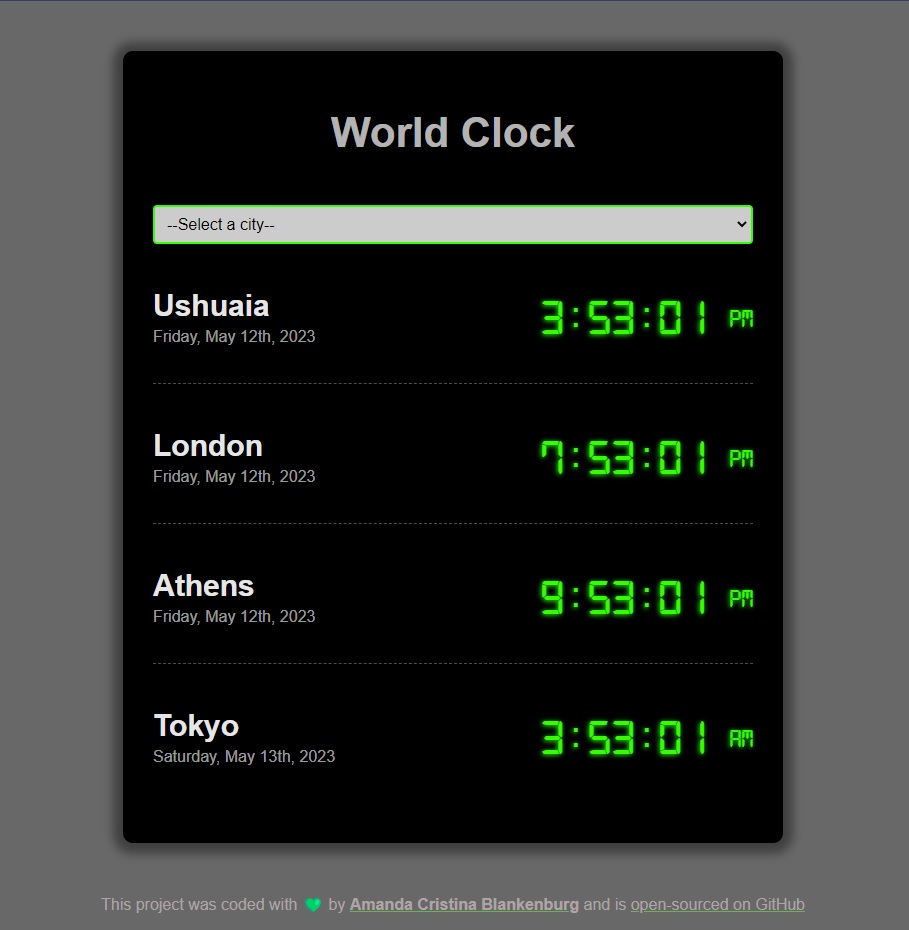 World Clock
--Select a city--
Ushuaia
3:53:01 PM
Friday, May 12th, 2023
London
7:53:01 PM
Friday, May 12th, 2023
Athens
9:53:01 PM
Friday, May 12th, 2023
Tokyo
3:53:01 AM
Saturday, May 13th, 2023
This project was coded with 💚 by Amanda Cristina Blankenburg and is open-sourced on GitHub